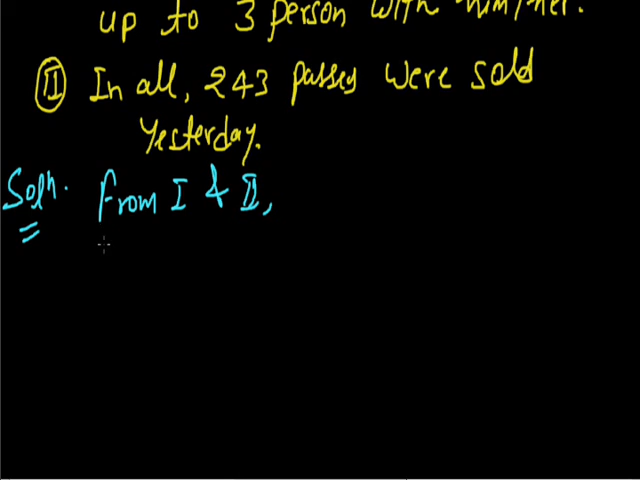 up to 3 person with him/her.
II In all, 243 passes were sold
Yesterday.
Soln. From I & II,